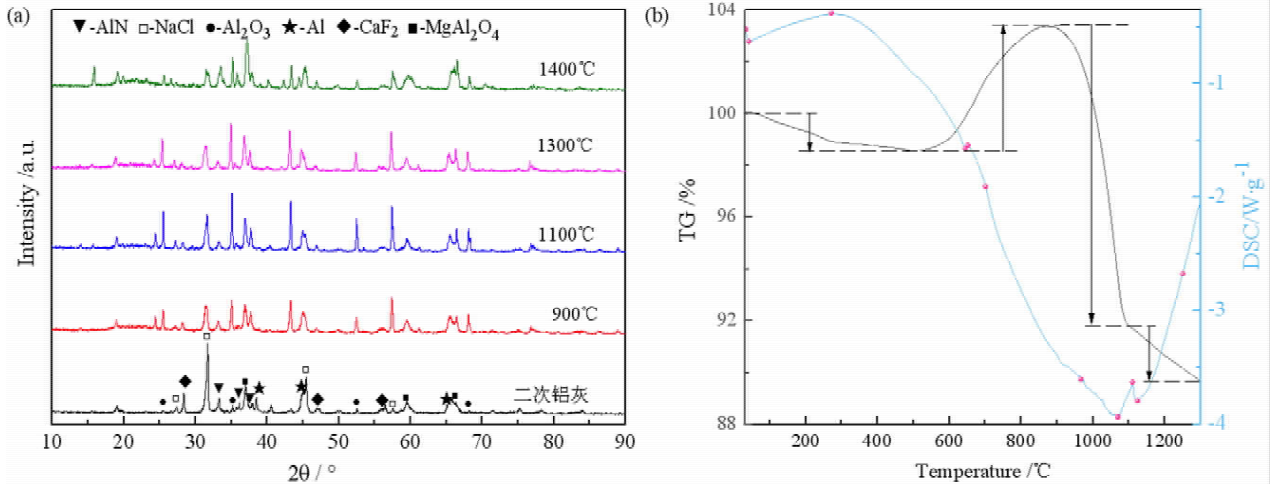 (a)
▼-AlN □-NaCl ●-Al₂O₃ ★-Al ◆-CaF₂ ■-MgAl₂O₄
1400℃
1300℃
1100℃
900℃
二次铝灰
Intensity /a.u.
10 20 30 40 50 60 70 80 90
2θ / °
(b)
104
100
96
92
88
TG /%
200 400 600 800 1000 1200
Temperature /℃
-1
-2
-3
-4
DSC/W·g⁻¹